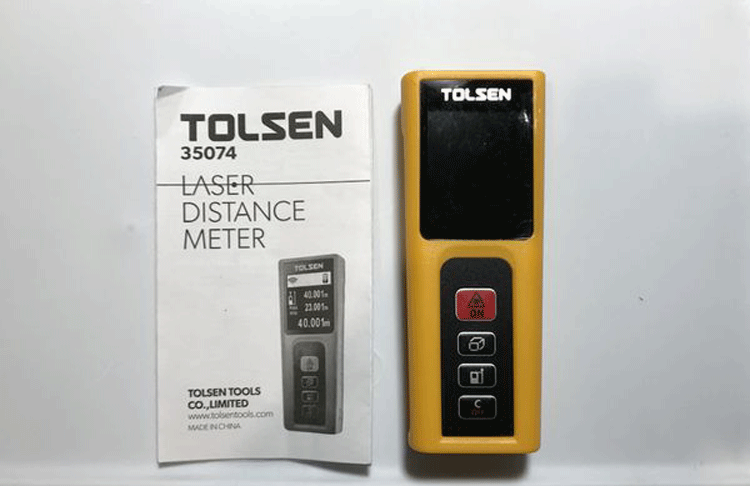 TOLSEN
35074
LASER
DISTANCE
METER
TOLSEN
40.001m
23.001m
40.001m
TOLSEN TOOLS
CO.,LIMITED
www.tolsentools.com
MADE IN CHINA
TOLSEN
ON
C
OFF